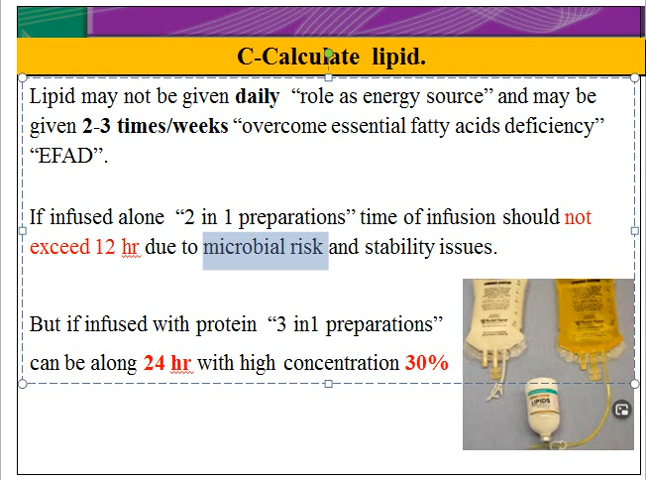 C-Calculate lipid.
Lipid may not be given daily “role as energy source” and may be
given 2-3 times/weeks “overcome essential fatty acids deficiency”
“EFAD”.
If infused alone “2 in 1 preparations” time of infusion should not
exceed 12 hr due to microbial risk and stability issues.
But if infused with protein “3 in1 preparations”
can be along 24 hr with high concentration 30%
LIPIDS